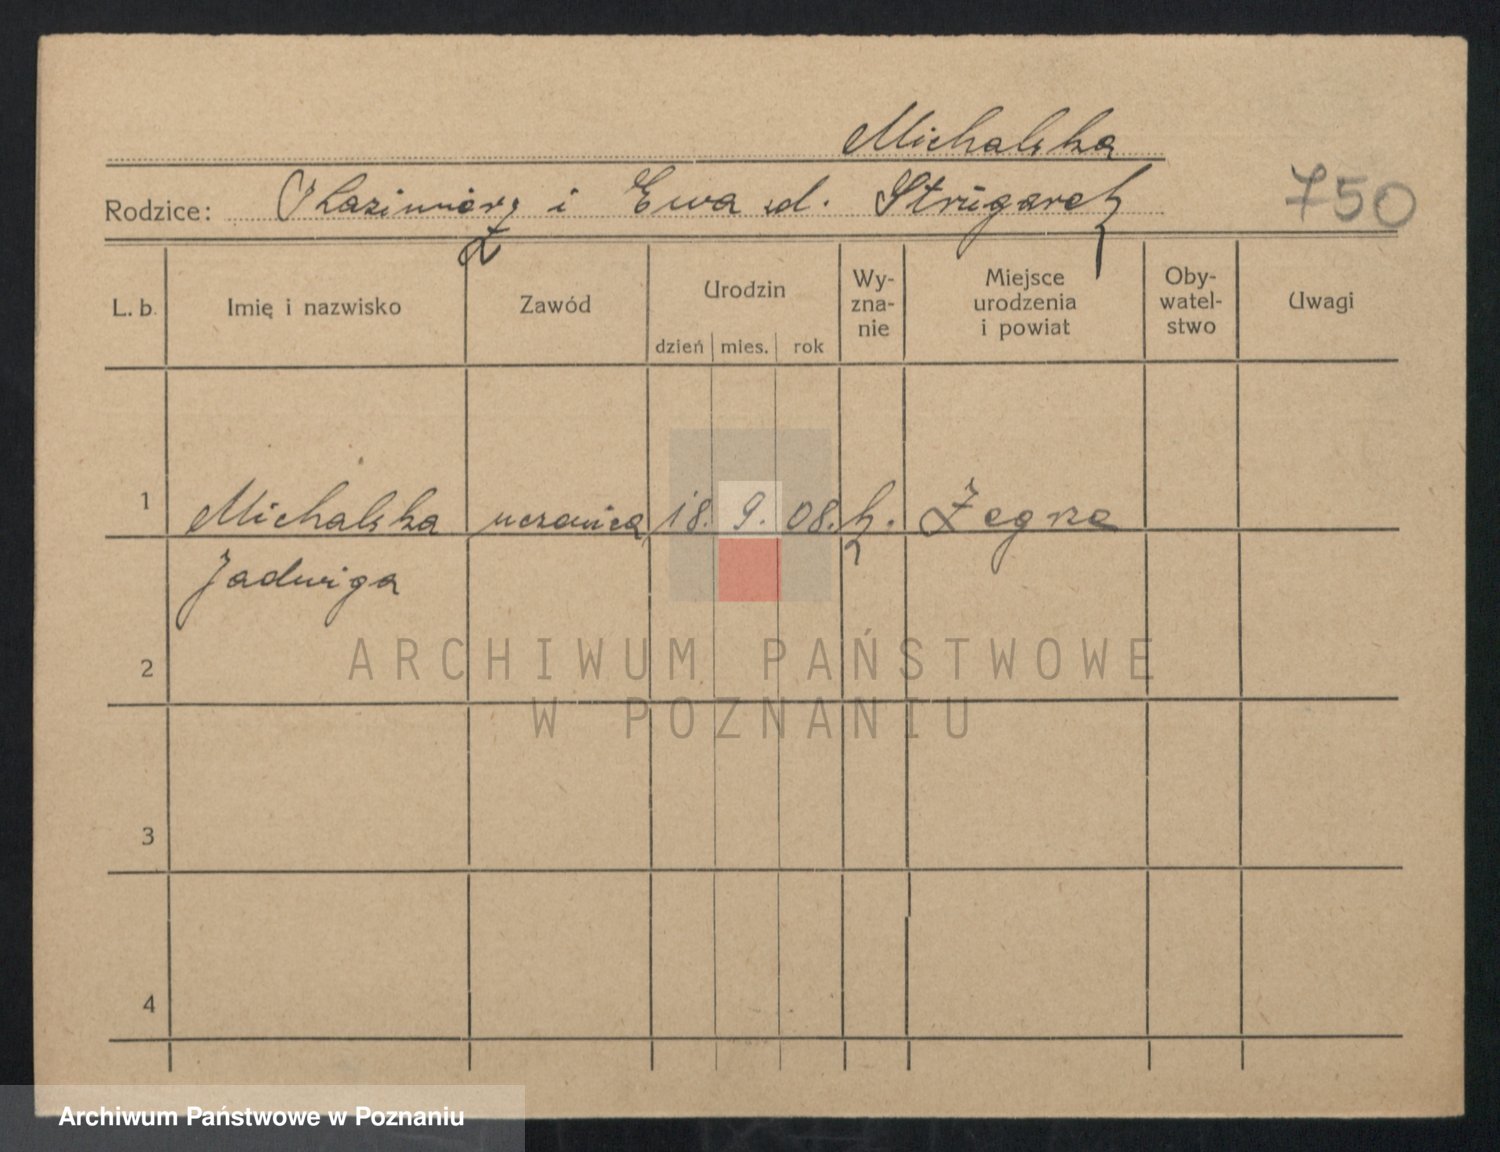 Michalska
Rodzice: Kazimierz i Ewa d. Strugarek
750
L. b. Imię i nazwisko Zawód Urodzin dzień mies. rok Wy-zna-nie Miejsce urodzenia i powiat Oby-watel-stwo Uwagi
1 Michalska uczenica 18. 9. 08. k. Zegrze
Jadwiga
2
ARCHIWUM PAŃSTWOWE
W POZNANIU
3
4
Archiwum Państwowe w Poznaniu